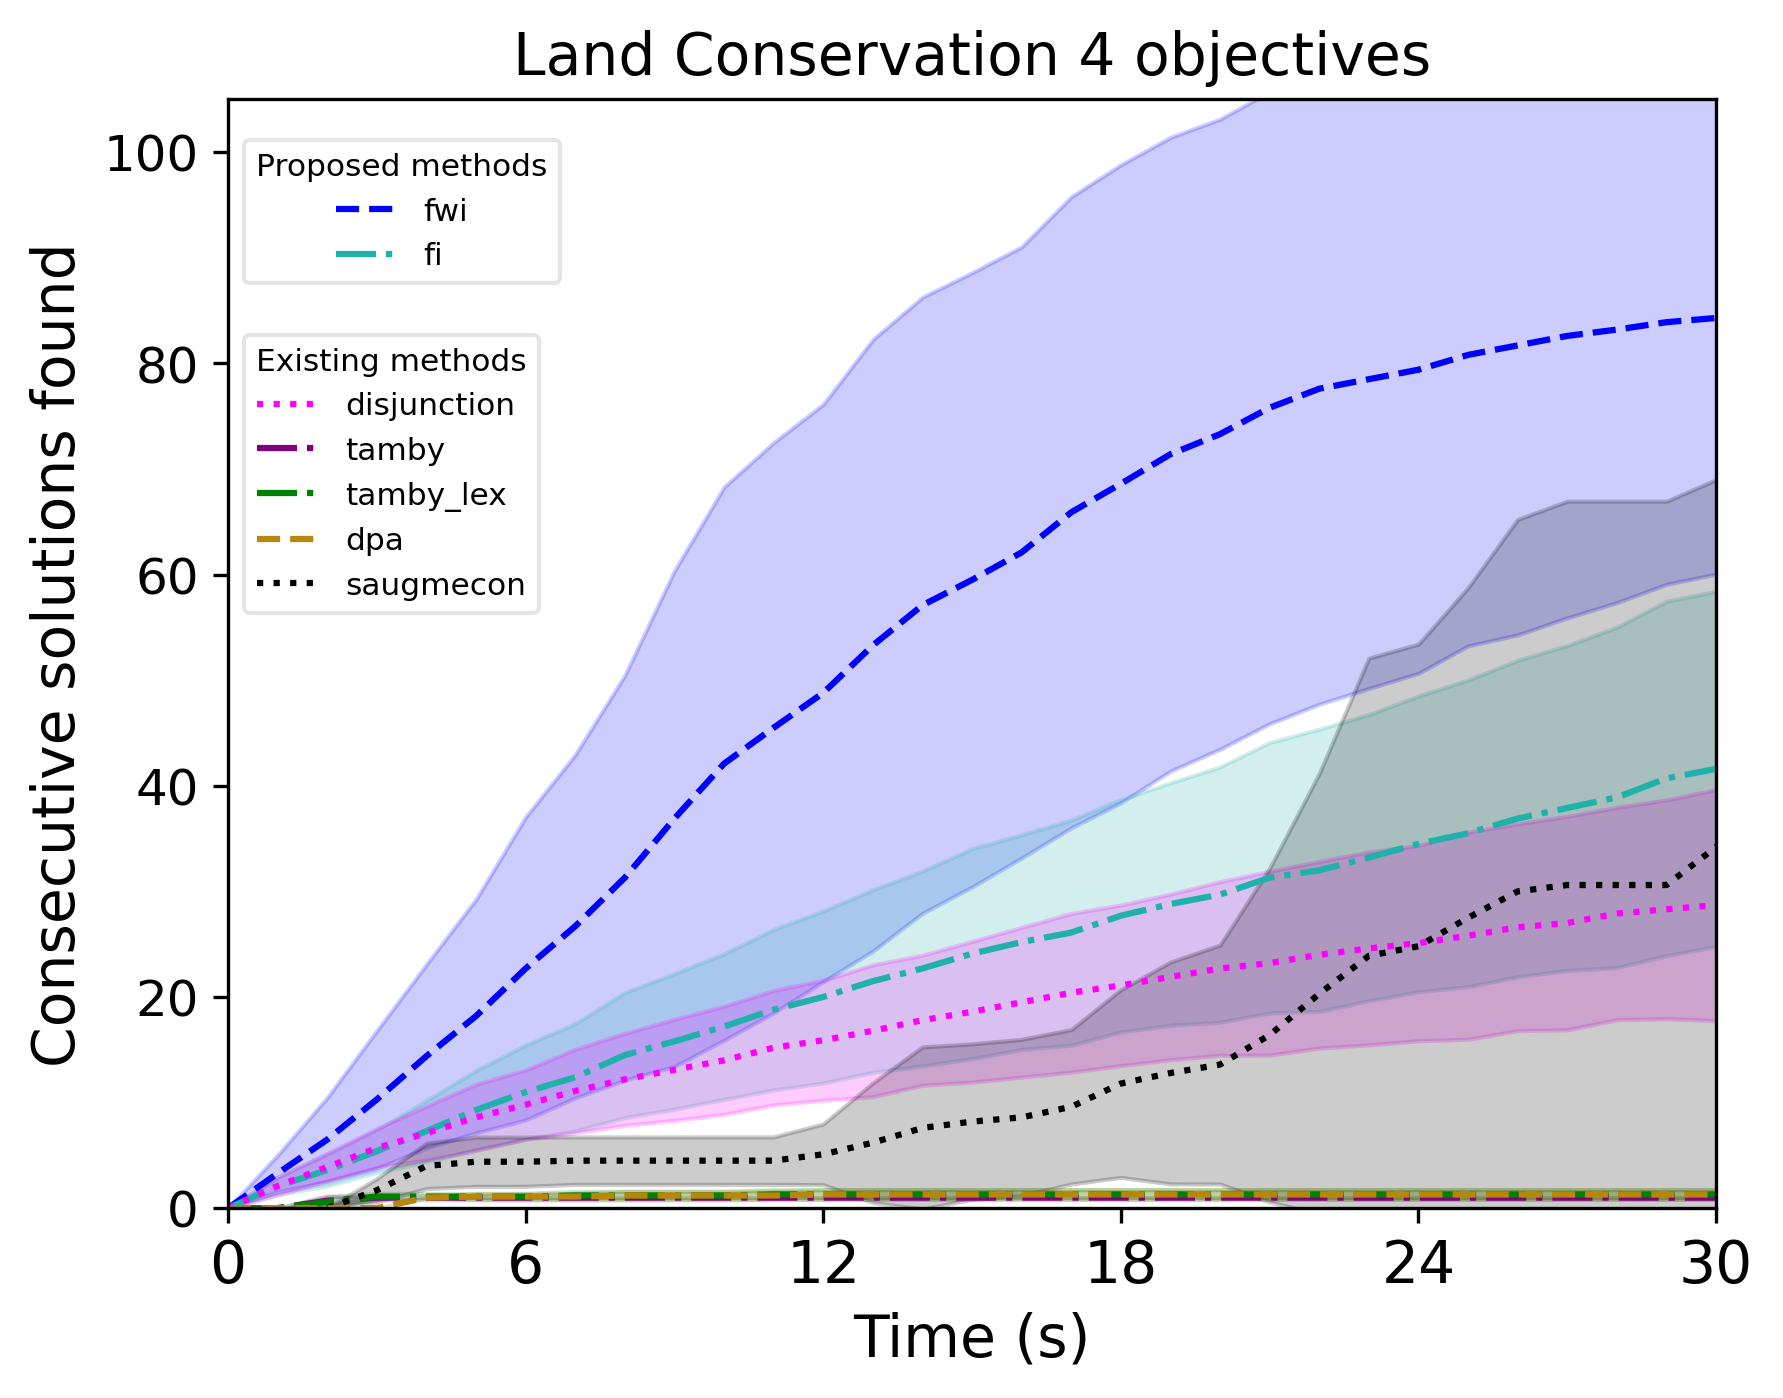 Land Conservation 4 objectives
Consecutive solutions found
100
80
60
40
20
0
Proposed methods
fwi
fi
Existing methods
disjunction
tamby
tamby_lex
dpa
saugmecon
0 6 12 18 24 30
Time (s)